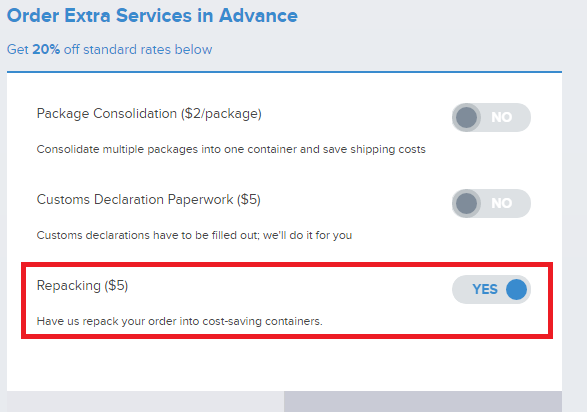 Order Extra Services in Advance
Get 20% off standard rates below
Package Consolidation ($2/package)
NO
Consolidate multiple packages into one container and save shipping costs
Customs Declaration Paperwork ($5)
NO
Customs declarations have to be filled out; we'll do it for you
Repacking ($5)
YES
Have us repack your order into cost-saving containers.